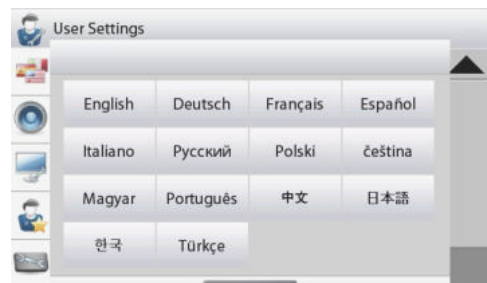 User Settings
English Deutsch Français Español
Italiano Русский Polski čeština
Magyar Português 中文 日本語
한국 Türkçe